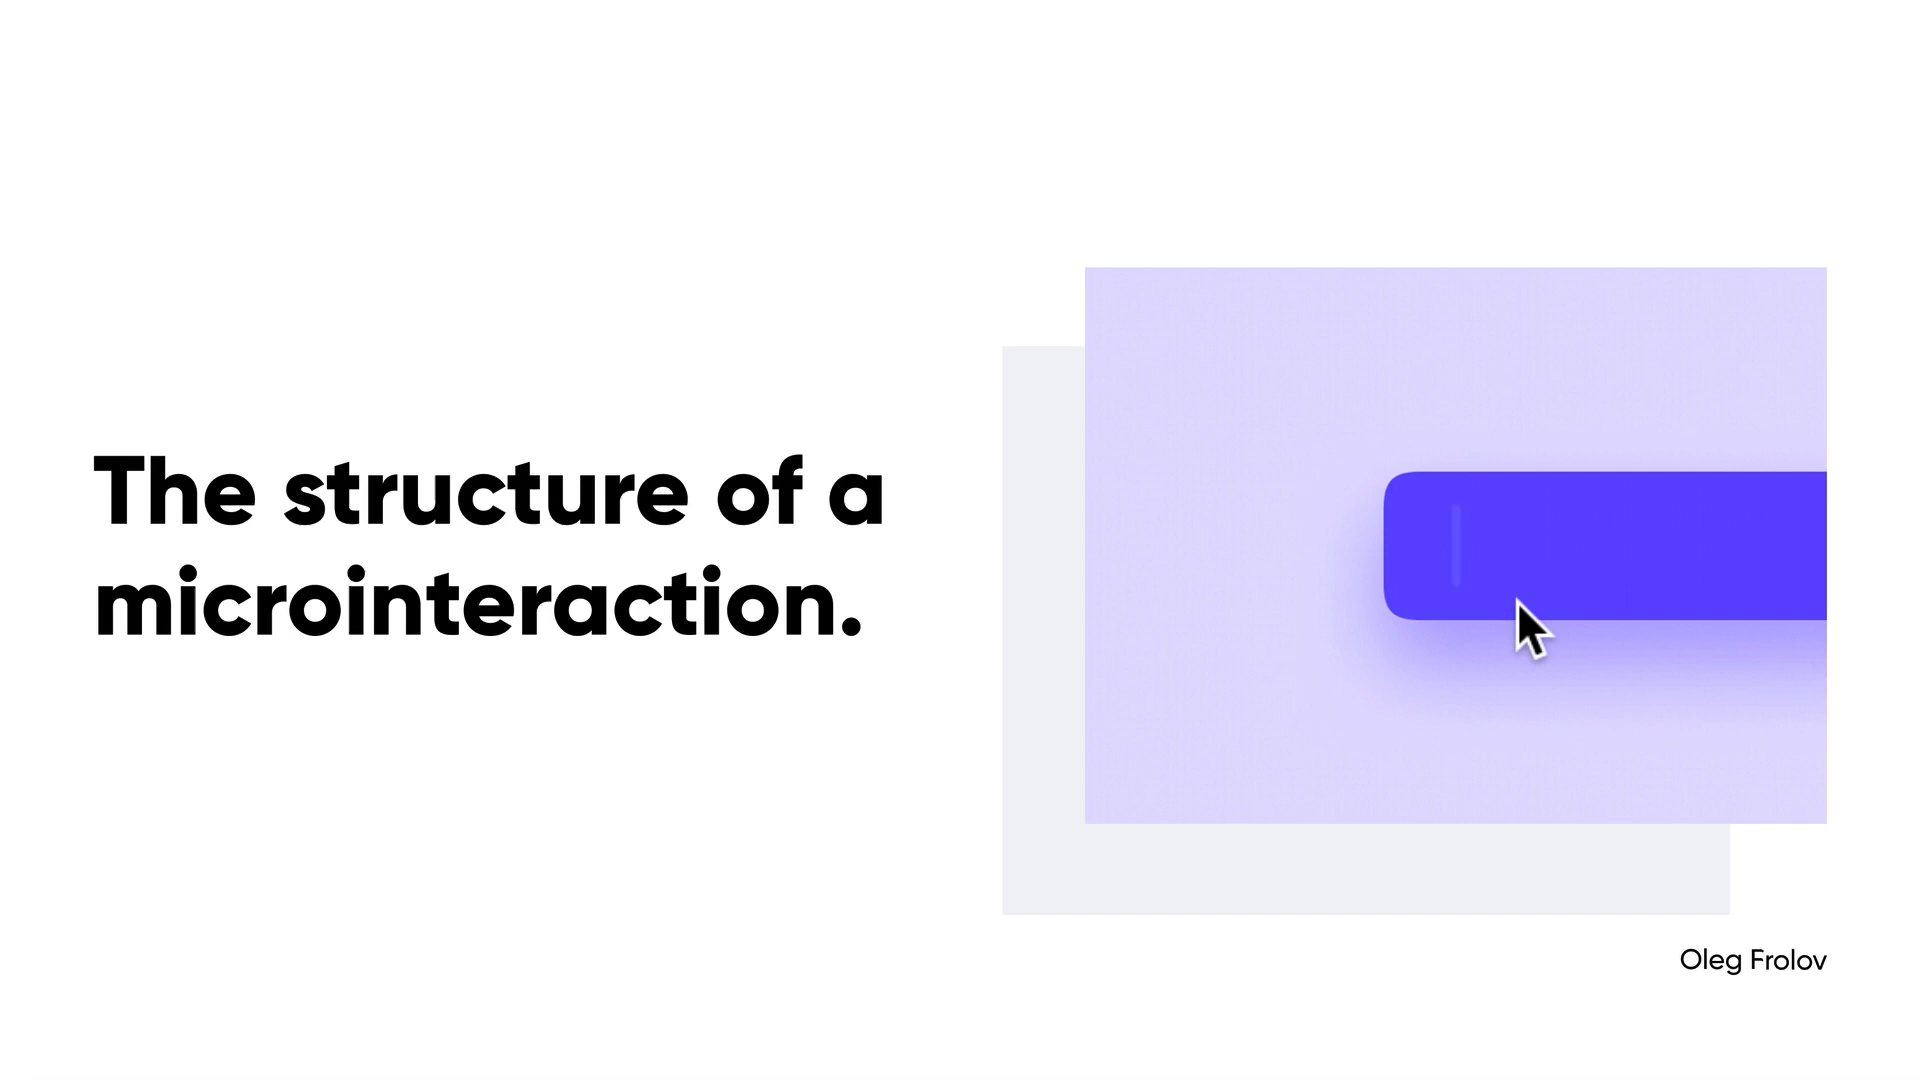 The structure of a
microinteraction.
Oleg Frolov